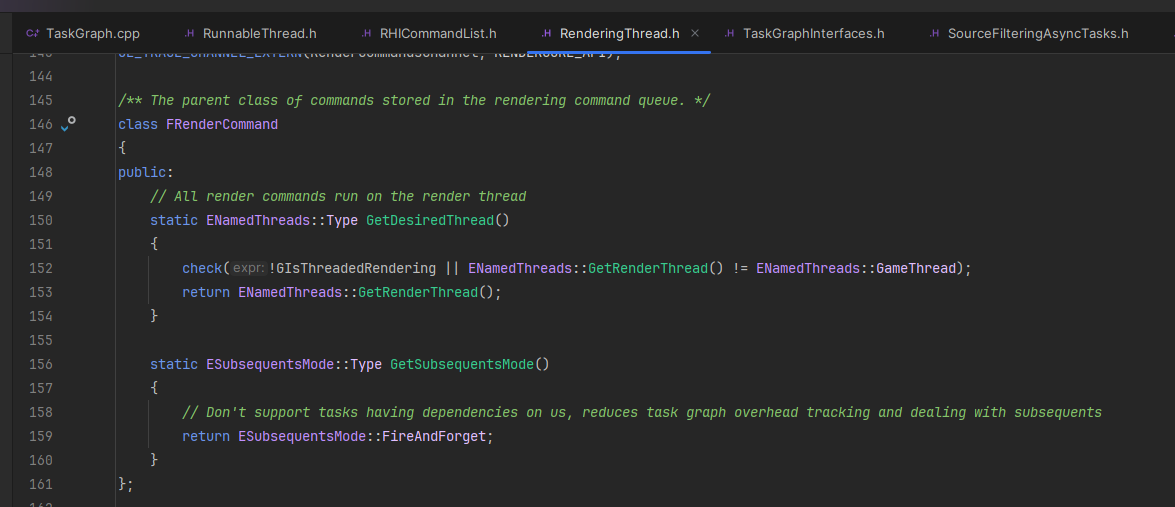 TaskGraph.cpp RunnableThread.h RHICommandList.h RenderingThread.h TaskGraphInterfaces.h SourceFilteringAsyncTasks.h
144
145 /** The parent class of commands stored in the rendering command queue. */
146 class FRenderCommand
147 {
148 public:
149 // All render commands run on the render thread
150 static ENamedThreads::Type GetDesiredThread()
151 {
152 check( expr: !GIsThreadedRendering || ENamedThreads::GetRenderThread() != ENamedThreads::GameThread);
153 return ENamedThreads::GetRenderThread();
154 }
155
156 static ESubsequentsMode::Type GetSubsequentsMode()
157 {
158 // Don't support tasks having dependencies on us, reduces task graph overhead tracking and dealing with subsequents
159 return ESubsequentsMode::FireAndForget;
160 }
161 };